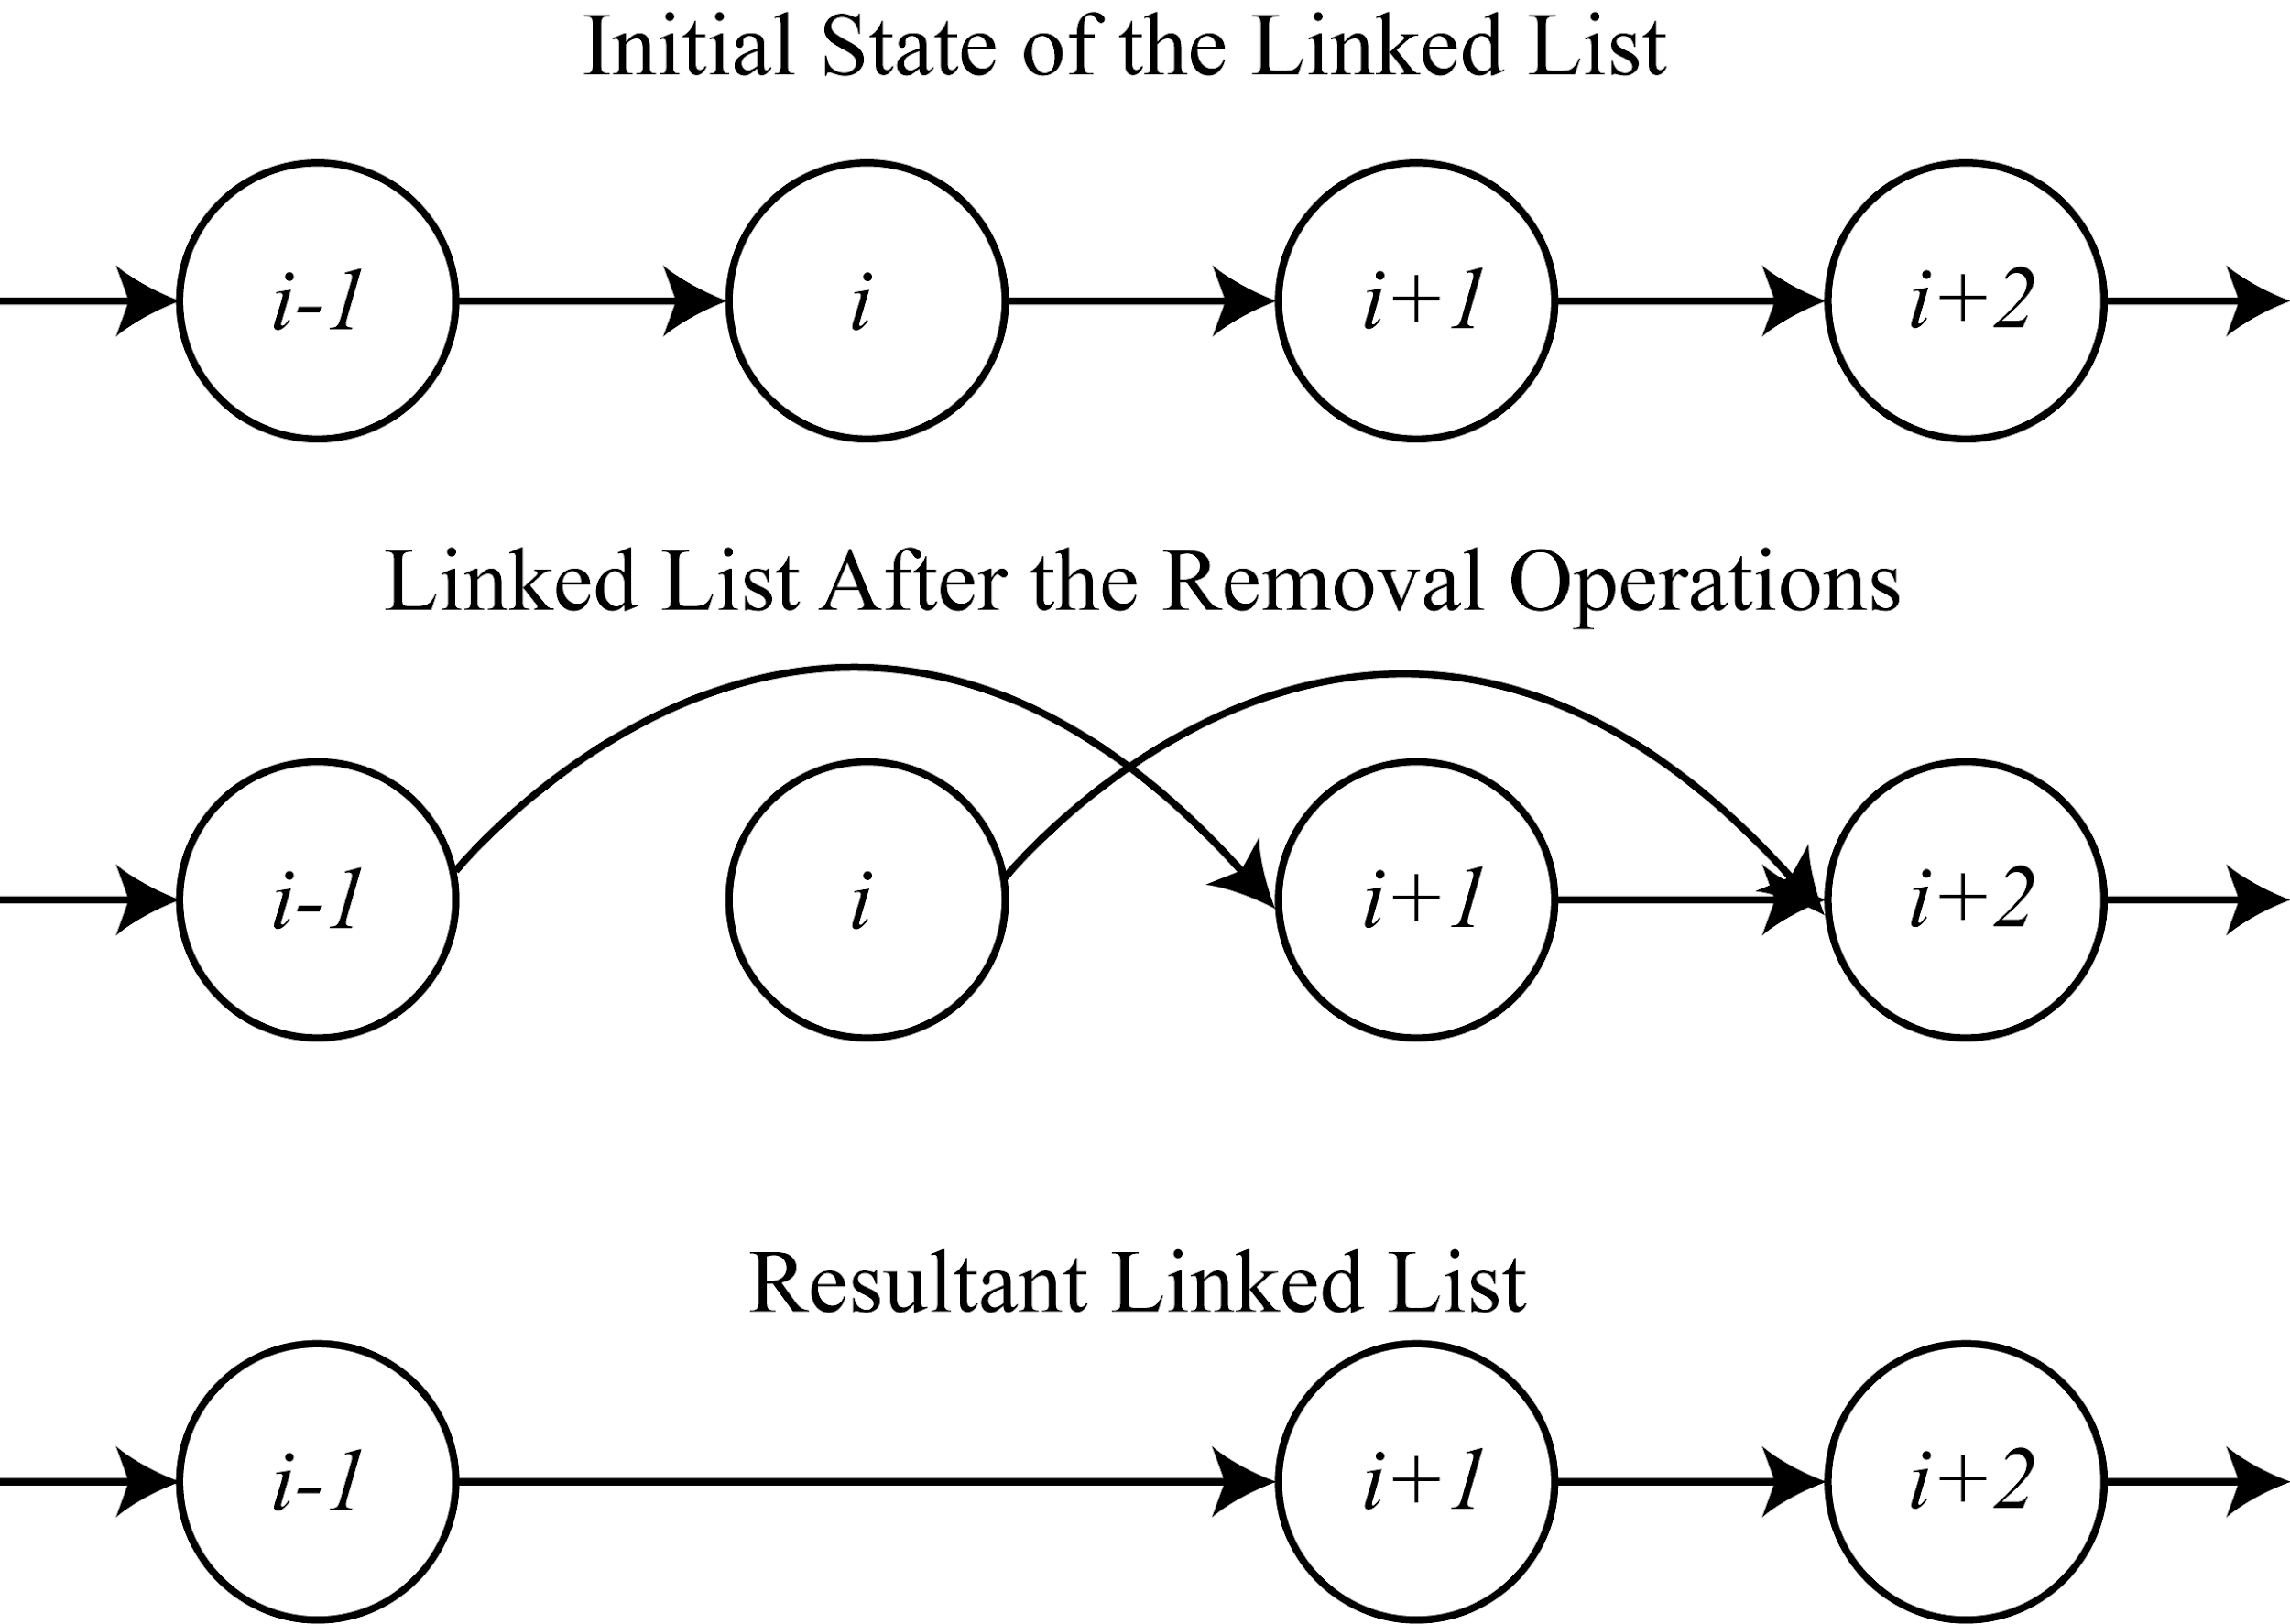 Initial State of the Linked List
i-1 i i+1 i+2
Linked List After the Removal Operations
i-1 i i+1 i+2
Resultant Linked List
i-1 i+1 i+2